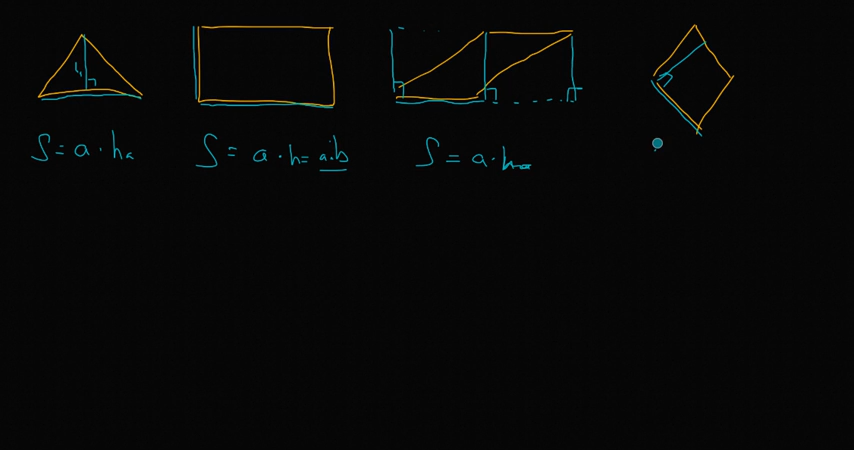 h
S = a · hₐ
S = a · h = a · b
S = a · hₐ